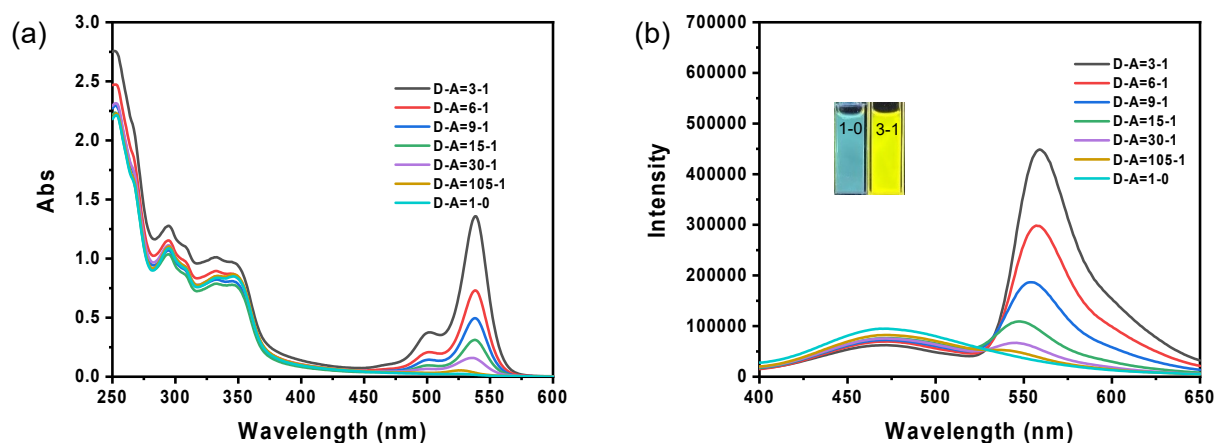 (a)
3.0
2.5
2.0
1.5
1.0
0.5
0.0
Abs
250 300 350 400 450 500 550 600
Wavelength (nm)
D-A=3-1
D-A=6-1
D-A=9-1
D-A=15-1
D-A=30-1
D-A=105-1
D-A=1-0
(b)
700000
600000
500000
400000
300000
200000
100000
0
Intensity
400 450 500 550 600 650
Wavelength (nm)
1-0 3-1
D-A=3-1
D-A=6-1
D-A=9-1
D-A=15-1
D-A=30-1
D-A=105-1
D-A=1-0